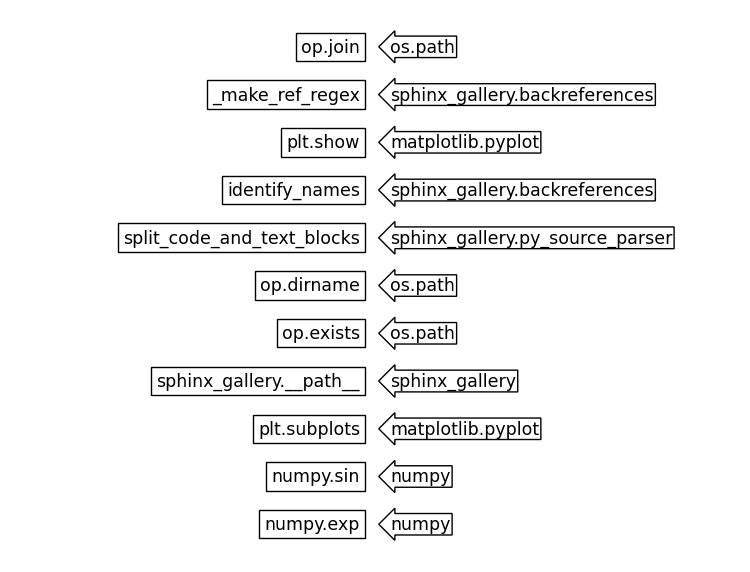 op.join os.path
_make_ref_regex sphinx_gallery.backreferences
plt.show matplotlib.pyplot
identify_names sphinx_gallery.backreferences
split_code_and_text_blocks sphinx_gallery.py_source_parser
op.dirname os.path
op.exists os.path
sphinx_gallery.__path__ sphinx_gallery
plt.subplots matplotlib.pyplot
numpy.sin numpy
numpy.exp numpy